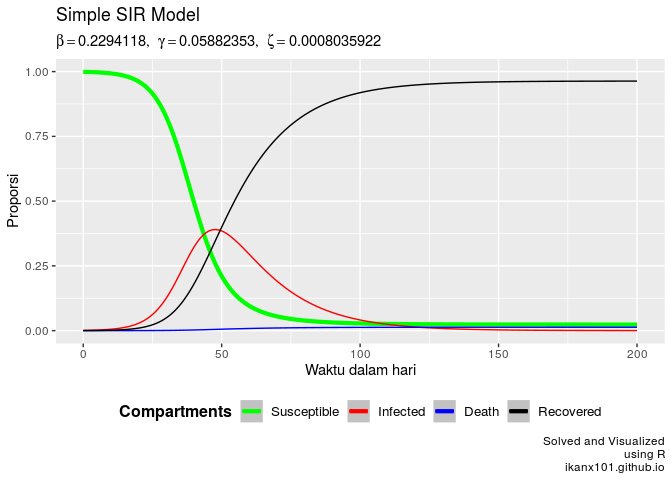 Simple SIR Model
β = 0.2294118, γ = 0.05882353, ζ = 0.0008035922
1.00
0.75
0.50
0.25
0.00
Proporsi
0 50 100 150 200
Waktu dalam hari
Compartments Susceptible Infected Death Recovered
Solved and Visualized
using R
ikanx101.github.io